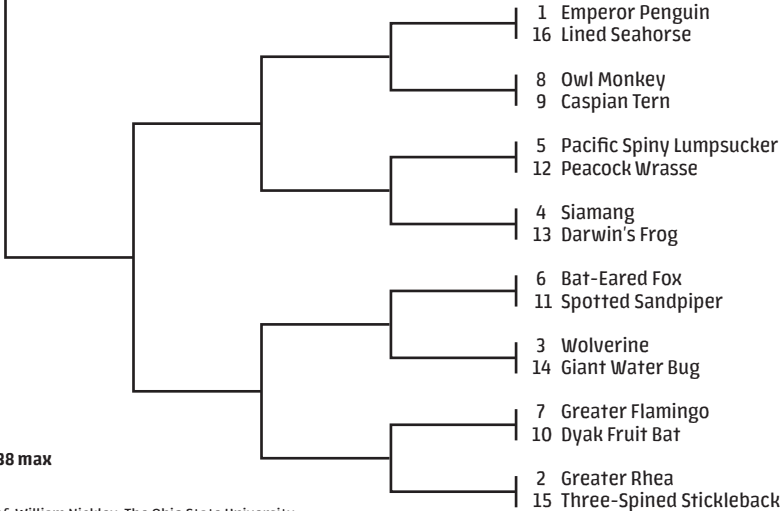 1 Emperor Penguin
16 Lined Seahorse
8 Owl Monkey
9 Caspian Tern
5 Pacific Spiny Lumpsucker
12 Peacock Wrasse
4 Siamang
13 Darwin's Frog
6 Bat-Eared Fox
11 Spotted Sandpiper
3 Wolverine
14 Giant Water Bug
7 Greater Flamingo
10 Dyak Fruit Bat
2 Greater Rhea
15 Three-Spined Stickleback
38 max